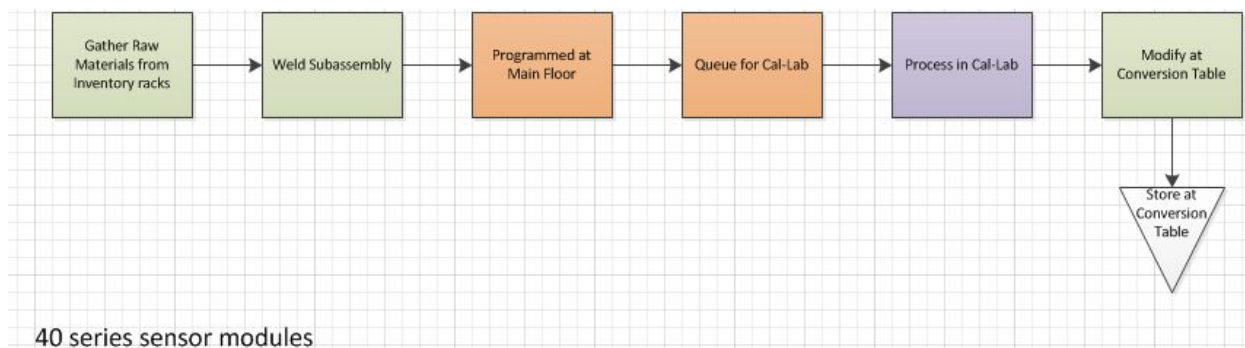 Gather Raw
Materials from
Inventory racks
Weld Subassembly
Programmed at
Main Floor
Queue for Cal-Lab
Process in Cal-Lab
Modify at
Conversion Table
Store at
Conversion
Table
40 series sensor modules